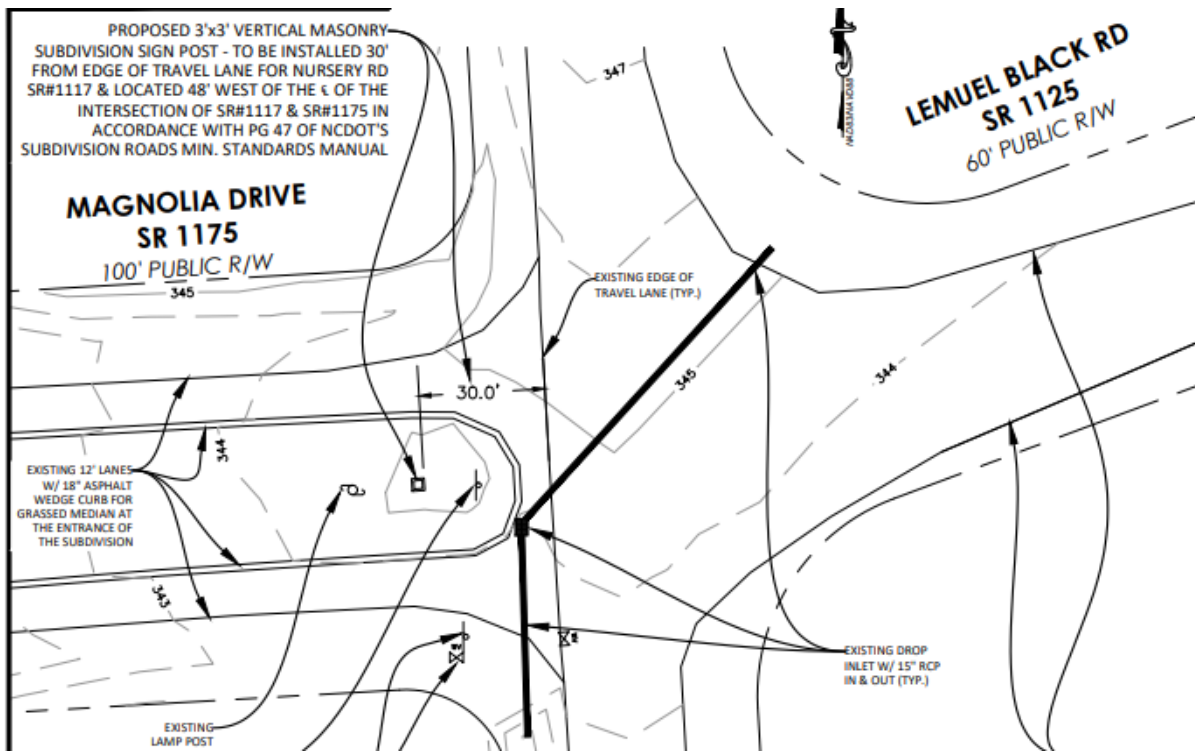 PROPOSED 3'x3' VERTICAL MASONRY
SUBDIVISION SIGN POST - TO BE INSTALLED 30'
FROM EDGE OF TRAVEL LANE FOR NURSERY RD
SR#1117 & LOCATED 48' WEST OF THE ℄ OF THE
INTERSECTION OF SR#1117 & SR#1175 IN
ACCORDANCE WITH PG 47 OF NCDOT'S
SUBDIVISION ROADS MIN. STANDARDS MANUAL
MAGNOLIA DRIVE
SR 1175
100' PUBLIC R/W
345
347
LEMUEL BLACK RD
SR 1125
60' PUBLIC R/W
EXISTING EDGE OF
TRAVEL LANE (TYP.)
30.0'
345
344
344
EXISTING 12' LANES
W/ 18" ASPHALT
WEDGE CURB FOR
GRASSED MEDIAN AT
THE ENTRANCE OF
THE SUBDIVISION
343
EXISTING DROP
INLET W/ 15" RCP
IN & OUT (TYP.)
EXISTING
LAMP POST